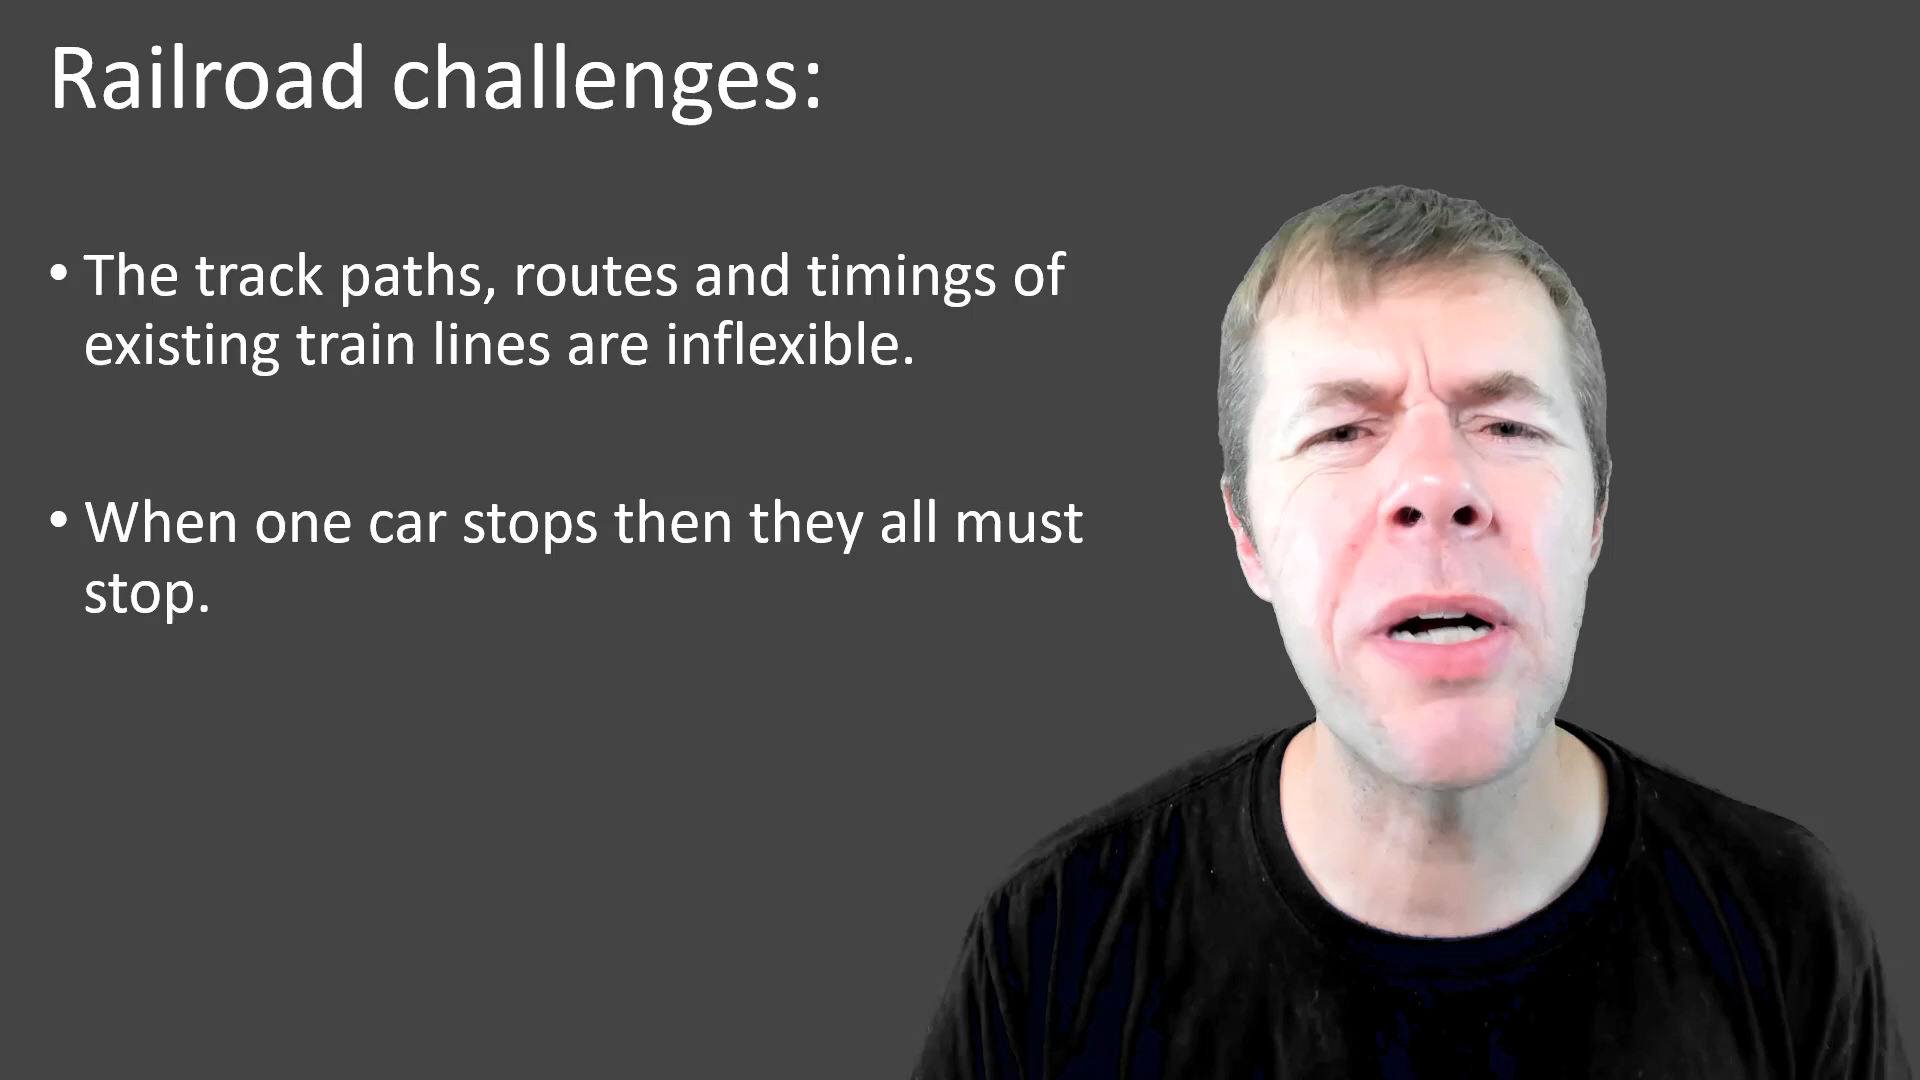 Railroad challenges:
• The track paths, routes and timings of
existing train lines are inflexible.
• When one car stops then they all must
stop.